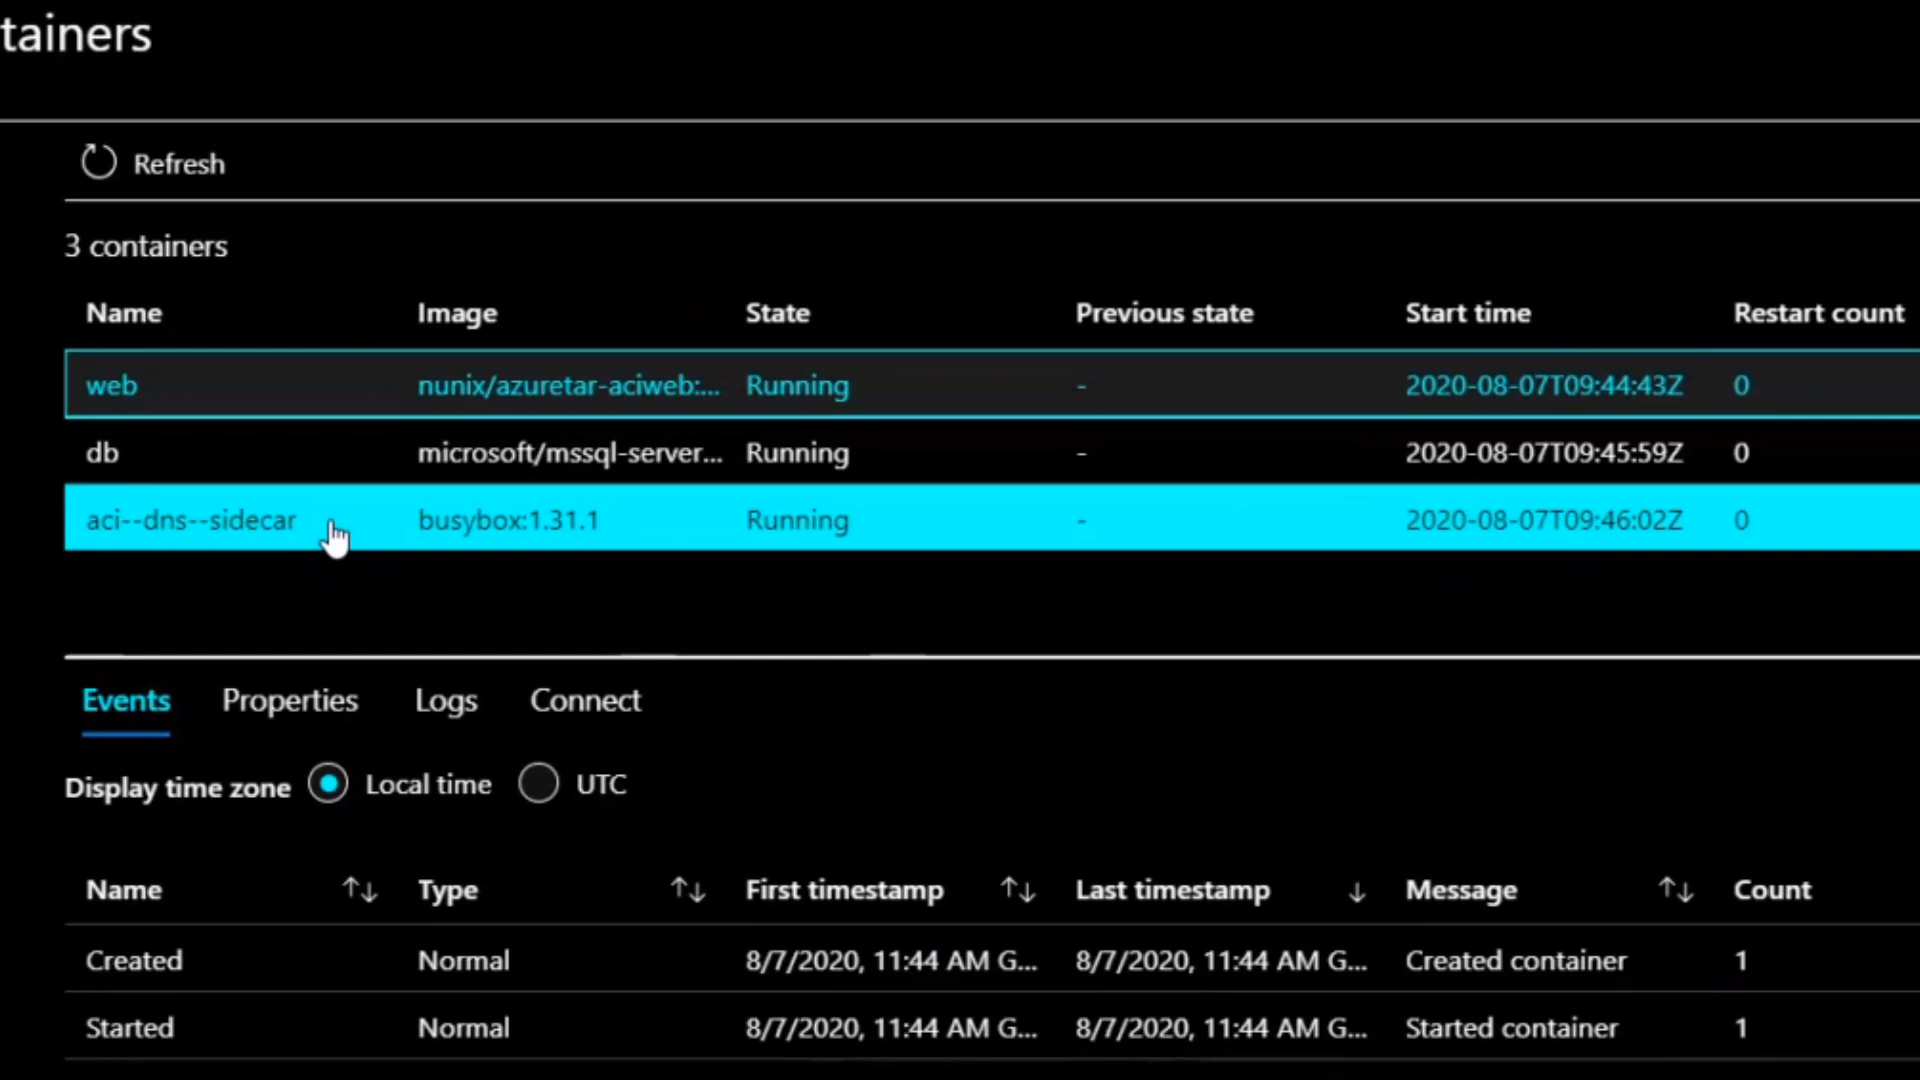 tainers
Refresh
3 containers
Name Image State Previous state Start time Restart count
web nunix/azuretar-aciweb:... Running - 2020-08-07T09:44:43Z 0
db microsoft/mssql-server... Running - 2020-08-07T09:45:59Z 0
aci--dns--sidecar busybox:1.31.1 Running - 2020-08-07T09:46:02Z 0
Events Properties Logs Connect
Display time zone Local time UTC
Name Type First timestamp Last timestamp Message Count
Created Normal 8/7/2020, 11:44 AM G... 8/7/2020, 11:44 AM G... Created container 1
Started Normal 8/7/2020, 11:44 AM G... 8/7/2020, 11:44 AM G... Started container 1